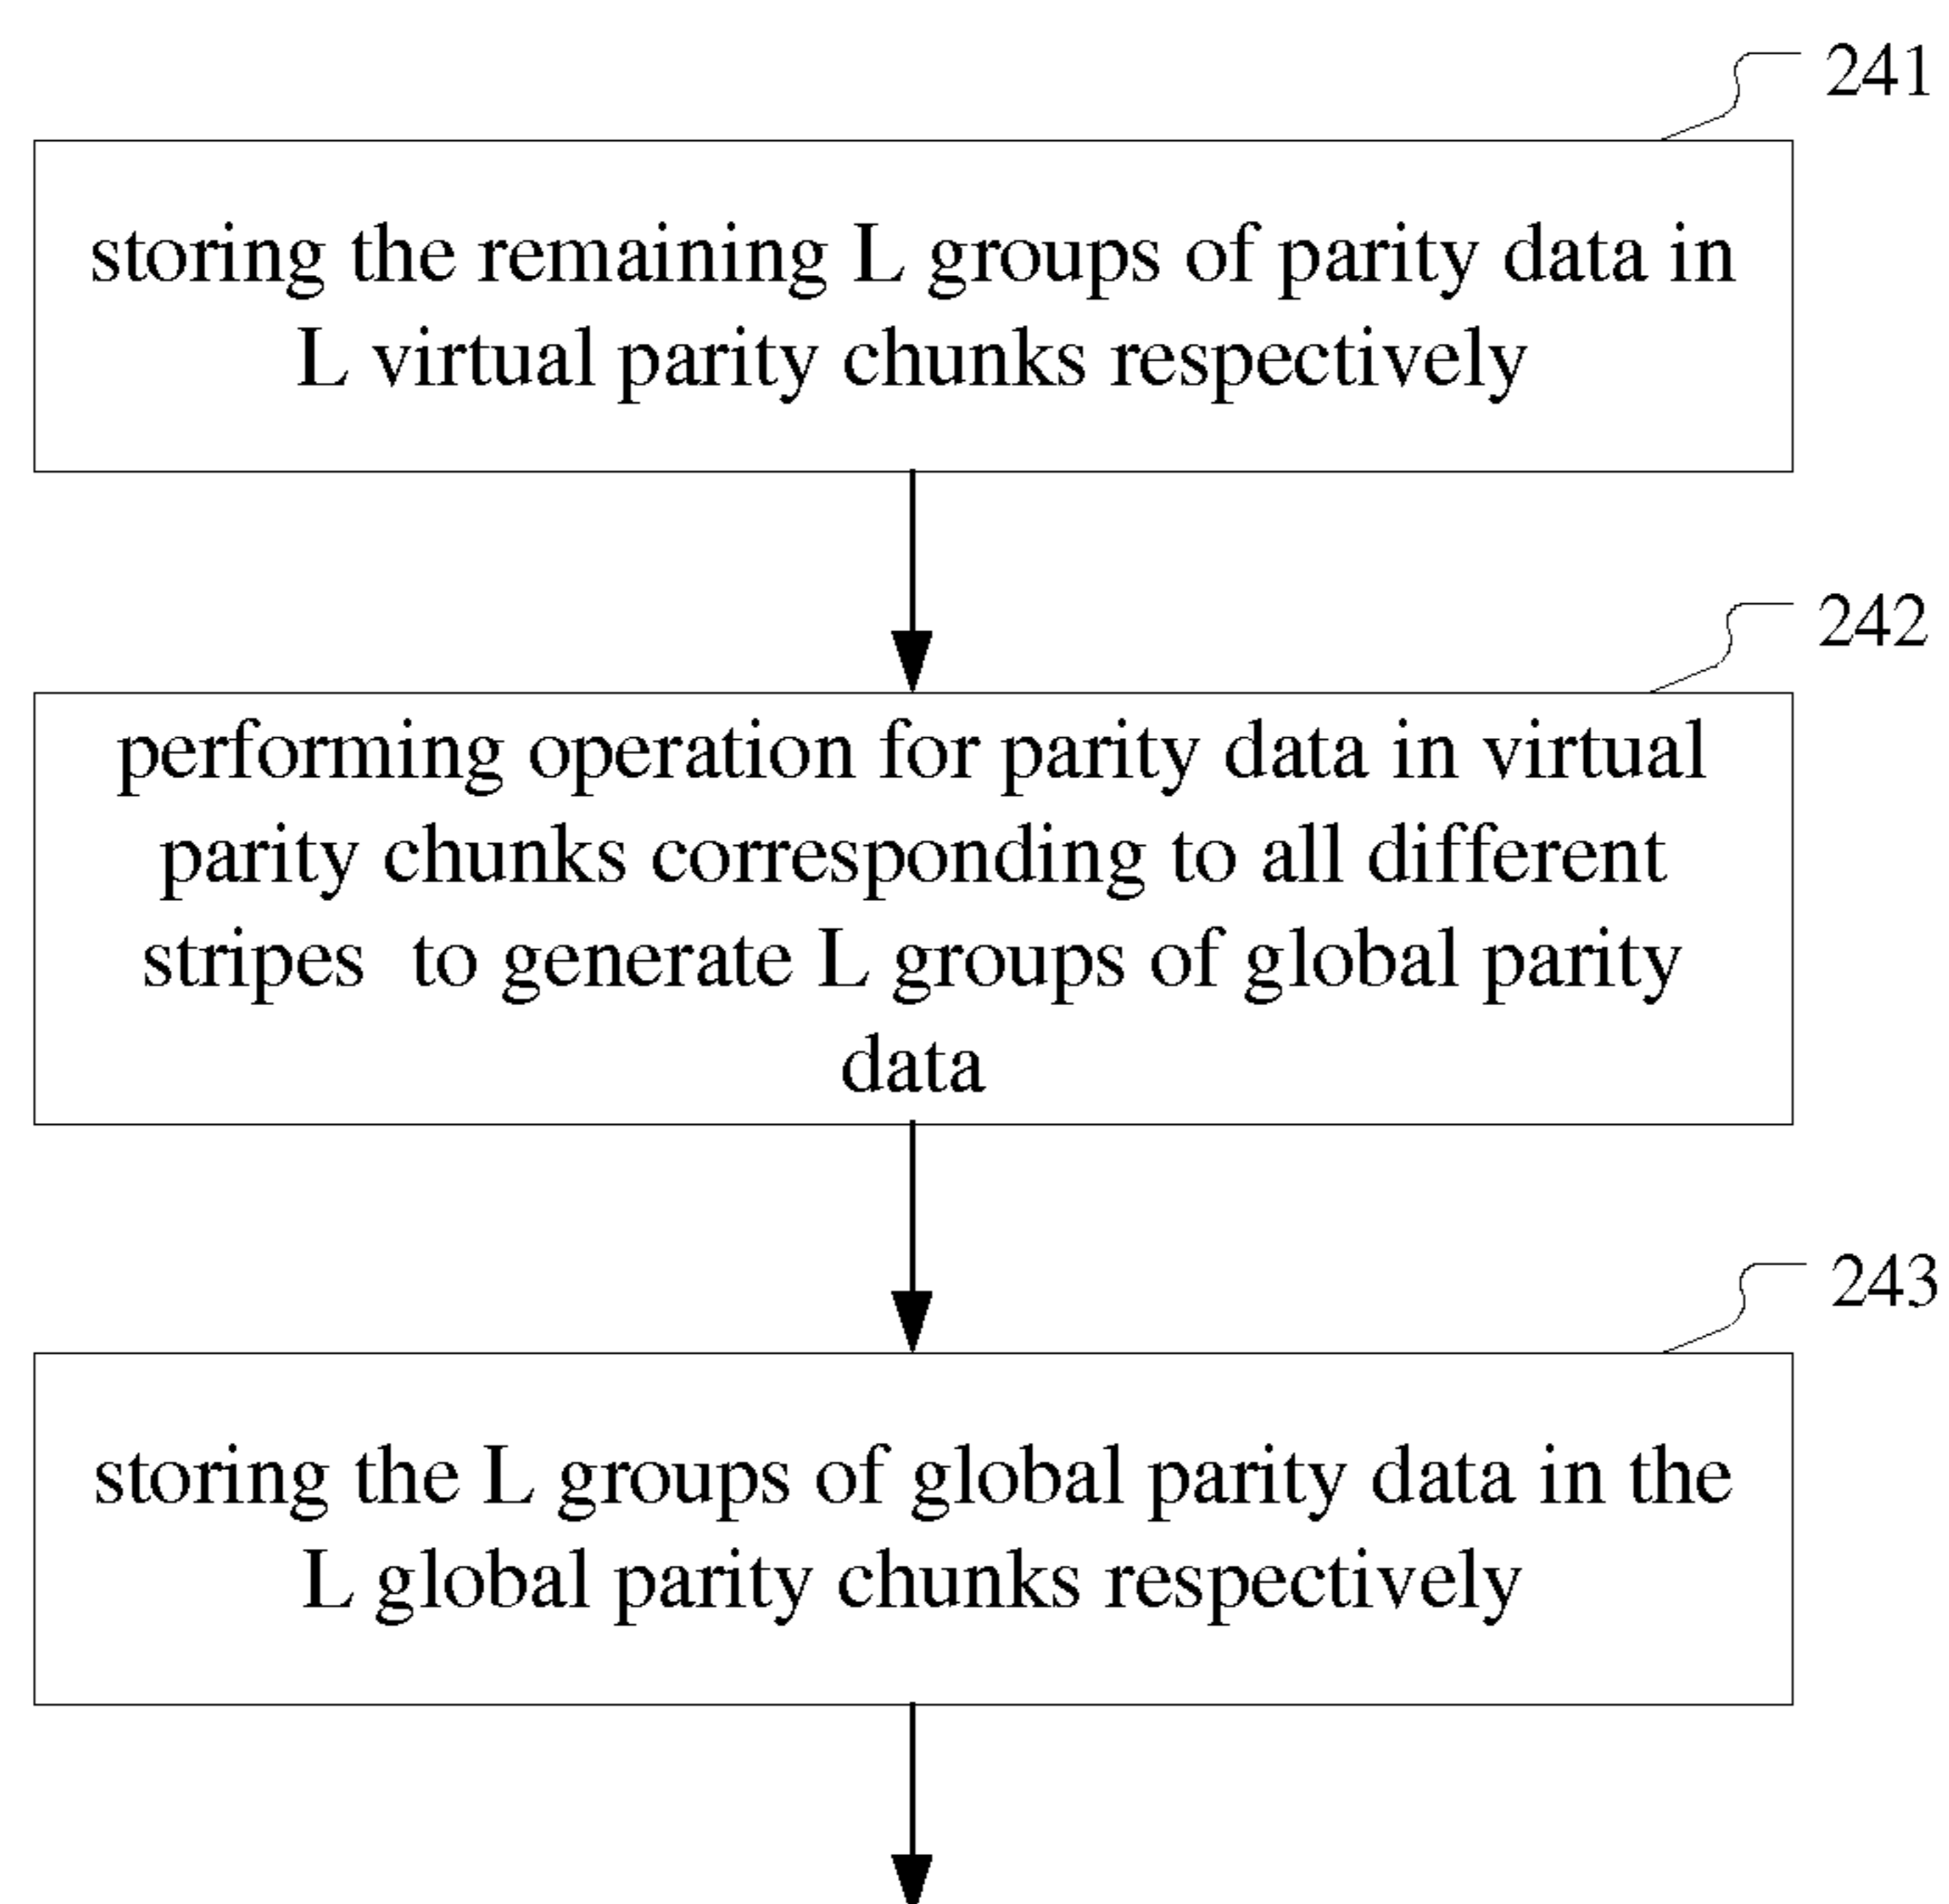 241
storing the remaining L groups of parity data in
L virtual parity chunks respectively
242
performing operation for parity data in virtual
parity chunks corresponding to all different
stripes  to generate L groups of global parity
data
243
storing the L groups of global parity data in the
L global parity chunks respectively